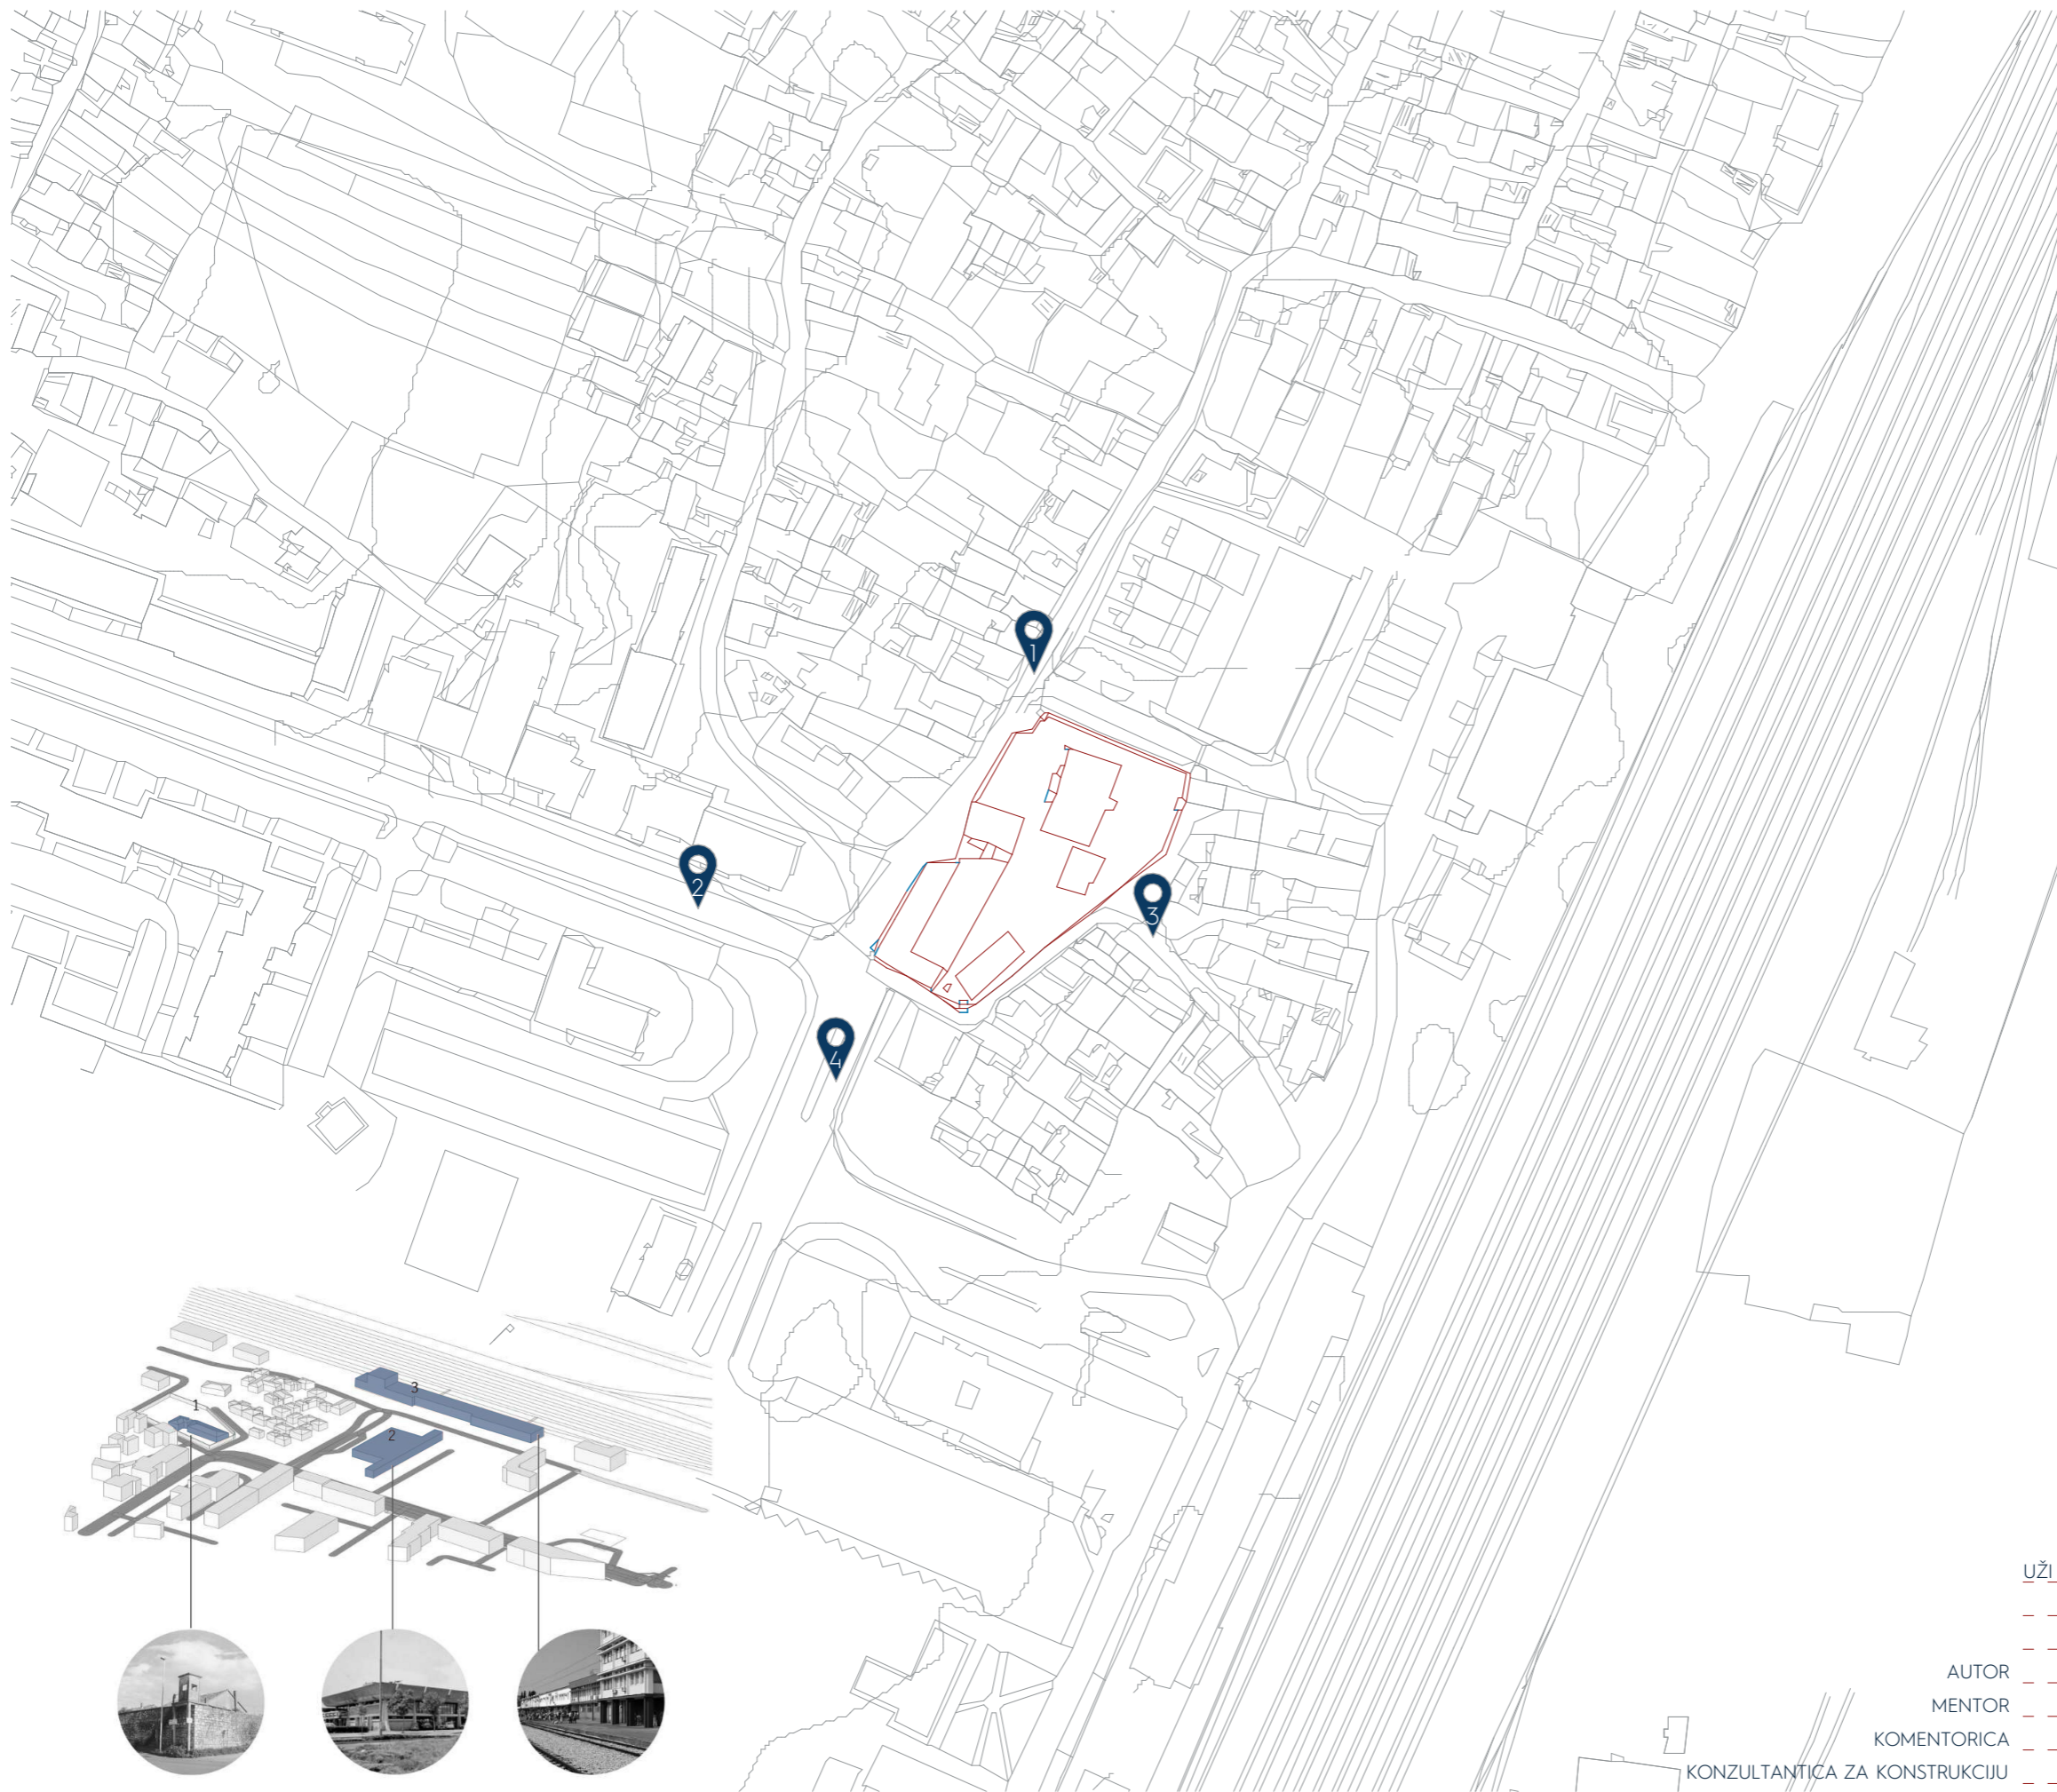 1
2
3
4
3
1
2
UŽI
AUTOR
MENTOR
KOMENTORICA
KONZULTANTICA ZA KONSTRUKCIJU